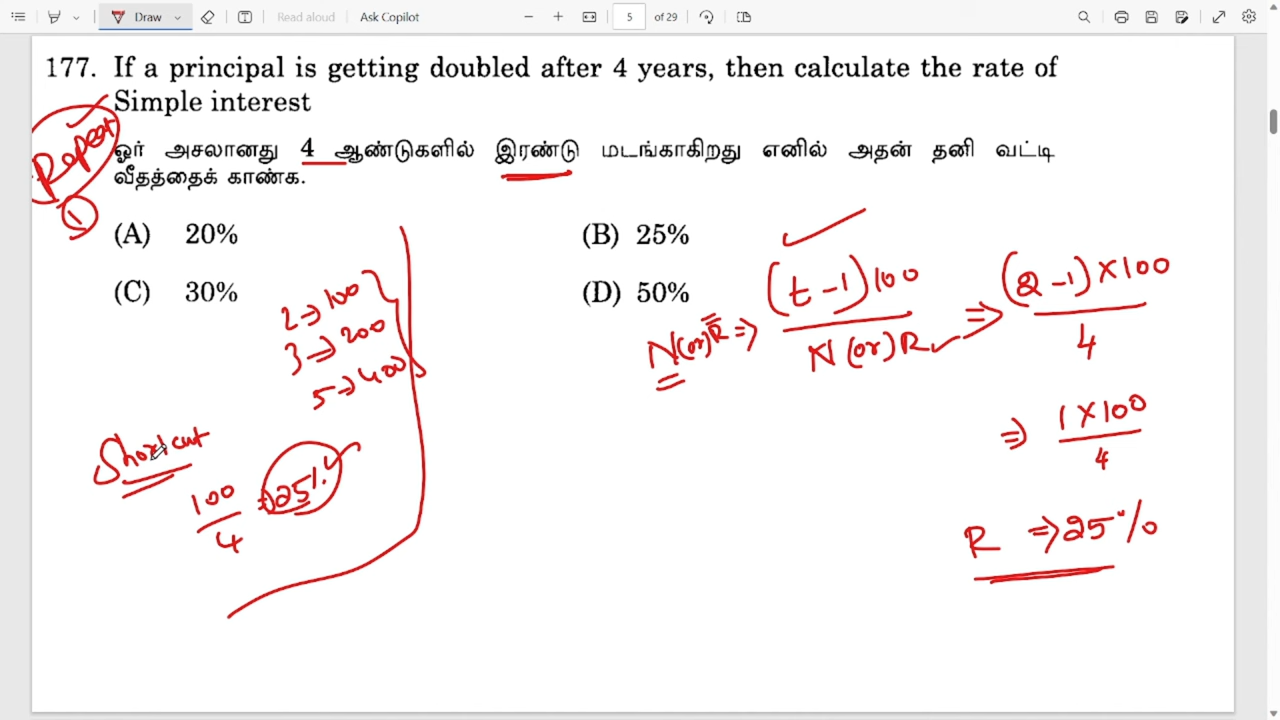 Draw
Read aloud
Ask Copilot
5
of 29
177. If a principal is getting doubled after 4 years, then calculate the rate of
Simple interest
Repeat
1
ஓர் அசலானது 4 ஆண்டுகளில் இரண்டு மடங்காகிறது எனில் அதன் தனி வட்டி
வீதத்தைக் காண்க.
(A) 20%
(B) 25%
(C) 30%
(D) 50%
2 ⇒ 100
3 ⇒ 200
5 ⇒ 400
Shortcut
100/4 ⇒ 25%
N (or) R ⇒ (t-1)100 / N (or) R ⇒ (2-1)×100 / 4
⇒ 1×100 / 4
R ⇒ 25%